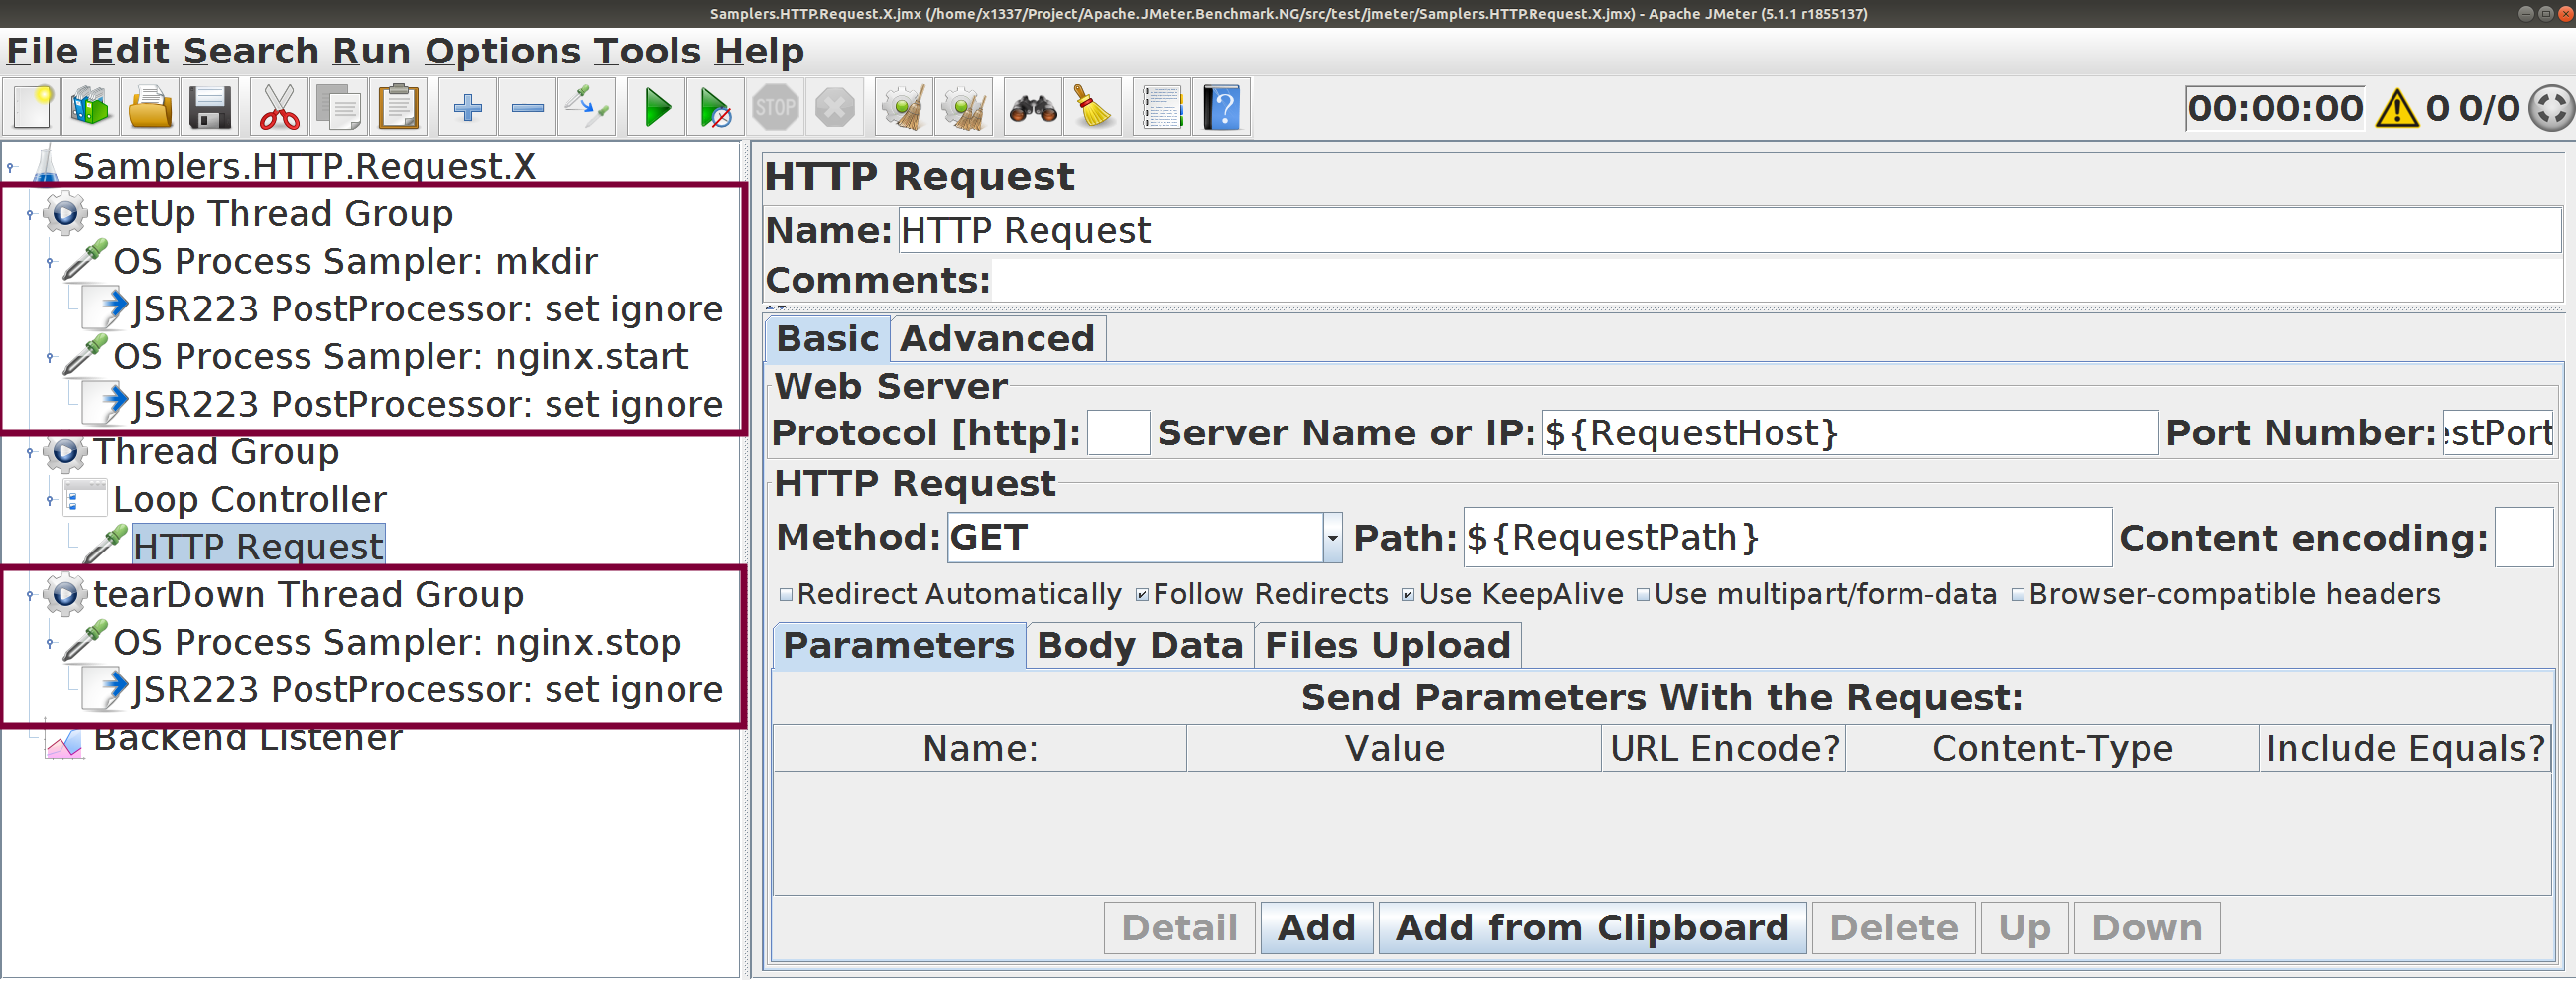 Samplers.HTTP.Request.X.jmx (/home/x1337/Project/Apache.JMeter.Benchmark.NG/src/test/jmeter/Samplers.HTTP.Request.X.jmx) - Apache JMeter (5.1.1 r1855137)
File Edit Search Run Options Tools Help
STOP
?
00:00:00 0 0/0
Samplers.HTTP.Request.X
setUp Thread Group
OS Process Sampler: mkdir
JSR223 PostProcessor: set ignore
OS Process Sampler: nginx.start
JSR223 PostProcessor: set ignore
Thread Group
Loop Controller
HTTP Request
tearDown Thread Group
OS Process Sampler: nginx.stop
JSR223 PostProcessor: set ignore
Backend Listener
HTTP Request
Name: HTTP Request
Comments:
Basic Advanced
Web Server
Protocol [http]: Server Name or IP: ${RequestHost} Port Number: estPort
HTTP Request
Method: GET Path: ${RequestPath} Content encoding:
Redirect Automatically Follow Redirects Use KeepAlive Use multipart/form-data Browser-compatible headers
Parameters Body Data Files Upload
Send Parameters With the Request:
Name: Value URL Encode? Content-Type Include Equals?
Detail Add Add from Clipboard Delete Up Down